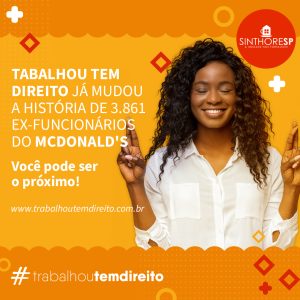 SINTHORESP
TABALHOU TEM
DIREITO JÁ MUDOU
A HISTÓRIA DE 3.861
EX-FUNCIONÁRIOS
DO MCDONALD'S
Você pode ser
o próximo!
www.trabalhoutemdireito.com.br
#trabalhoutemdireito